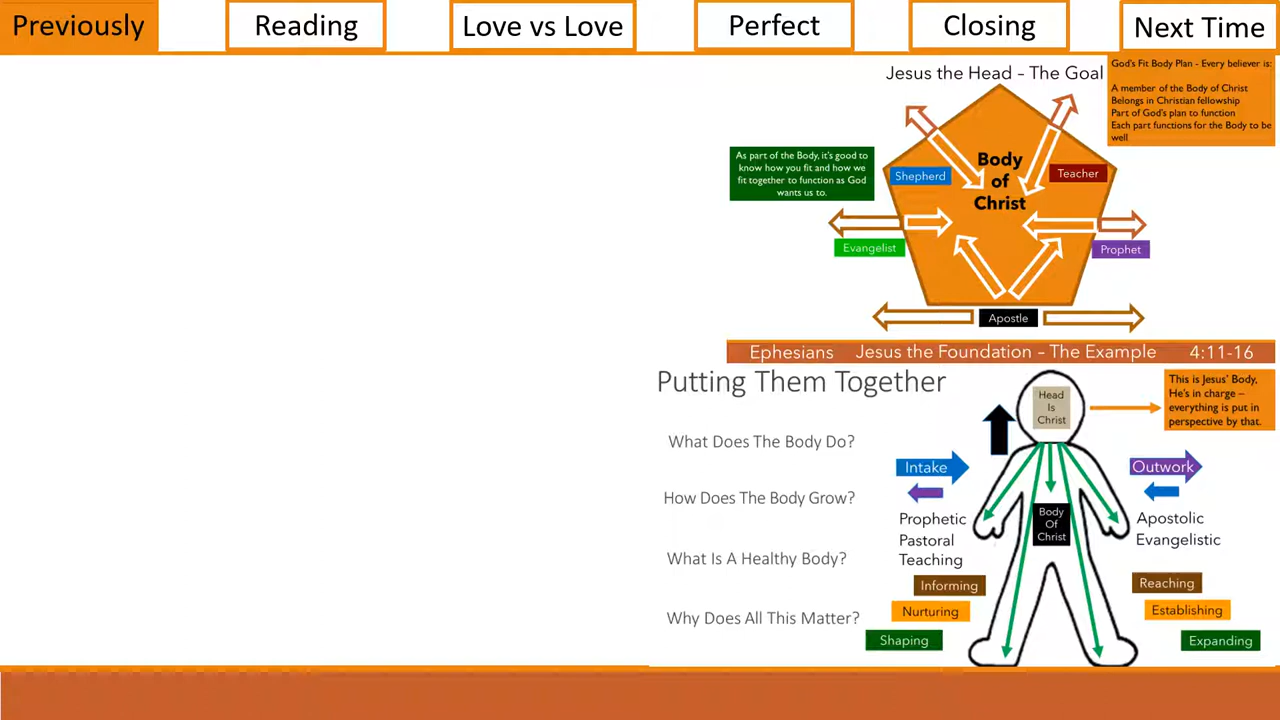 Previously
Reading
Love vs Love
Perfect
Closing
Next Time
Jesus the Head – The Goal
God's Fit Body Plan - Every believer is:
A member of the Body of Christ
Belongs in Christian fellowship
Part of God's plan to function
Each part functions for the Body to be
well
As part of the Body, it's good to
know how you fit and how we
fit together to function as God
wants us to.
Body
of
Christ
Shepherd
Teacher
Evangelist
Prophet
Apostle
Ephesians Jesus the Foundation – The Example 4:11-16
Putting Them Together
What Does The Body Do?
How Does The Body Grow?
What Is A Healthy Body?
Why Does All This Matter?
Head
Is
Christ
This is Jesus' Body,
He's in charge –
everything is put in
perspective by that.
Intake
Outwork
Prophetic
Pastoral
Teaching
Body
Of
Christ
Apostolic
Evangelistic
Informing
Nurturing
Shaping
Reaching
Establishing
Expanding